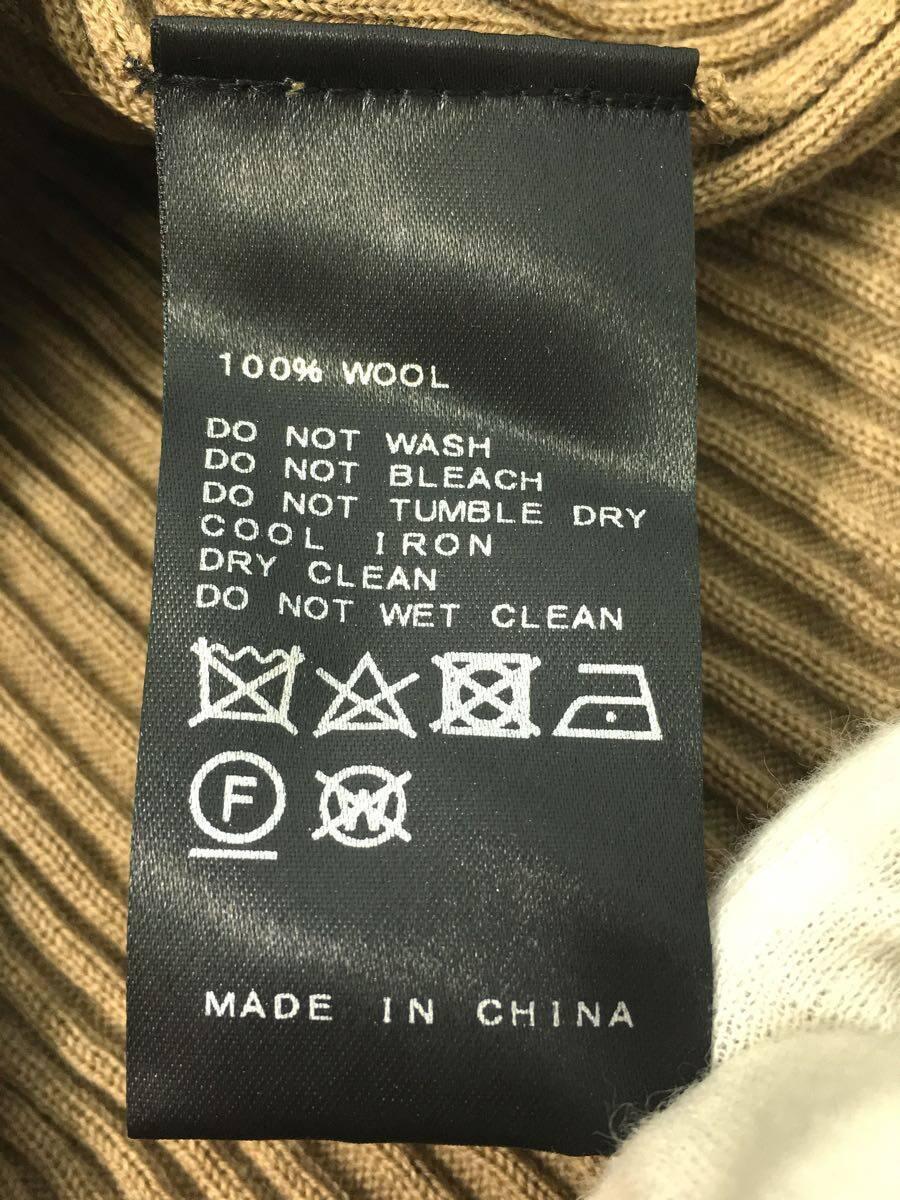 100% WOOL
DO NOT WASH
DO NOT BLEACH
DO NOT TUMBLE DRY
COOL IRON
DRY CLEAN
DO NOT WET CLEAN
F W
MADE IN CHINA